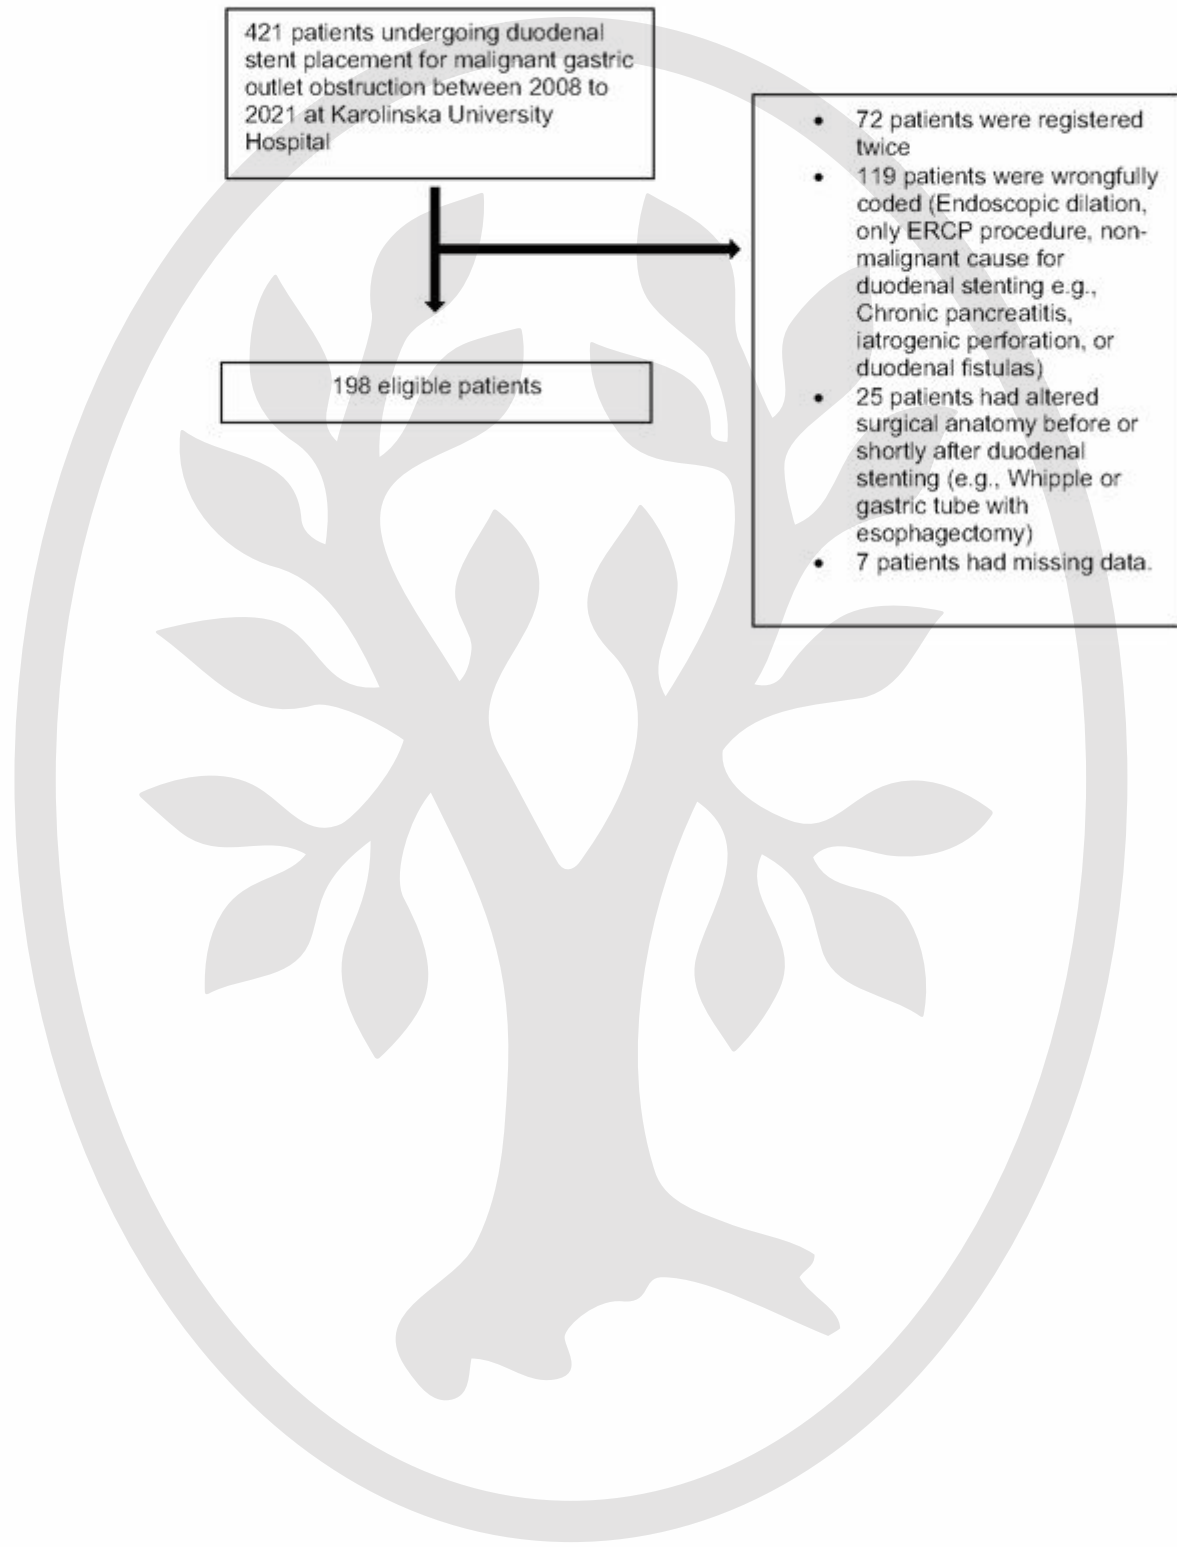 421 patients undergoing duodenal
stent placement for malignant gastric
outlet obstruction between 2008 to
2021 at Karolinska University
Hospital
• 72 patients were registered
twice
• 119 patients were wrongfully
coded (Endoscopic dilation,
only ERCP procedure, non-
malignant cause for
duodenal stenting e.g.,
Chronic pancreatitis,
iatrogenic perforation, or
duodenal fistulas)
• 25 patients had altered
surgical anatomy before or
shortly after duodenal
stenting (e.g., Whipple or
gastric tube with
esophagectomy)
• 7 patients had missing data.
198 eligible patients